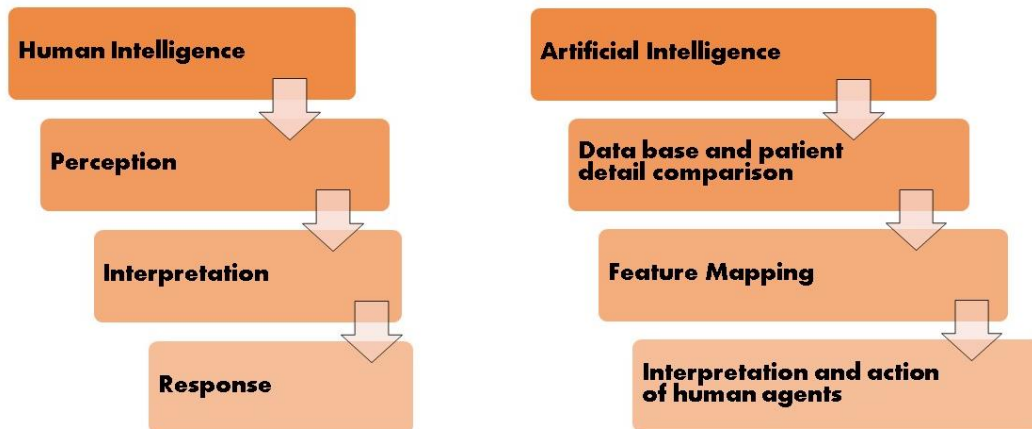 Human Intelligence
Perception
Interpretation
Response
Artificial Intelligence
Data base and patient
detail comparison
Feature Mapping
Interpretation and action
of human agents